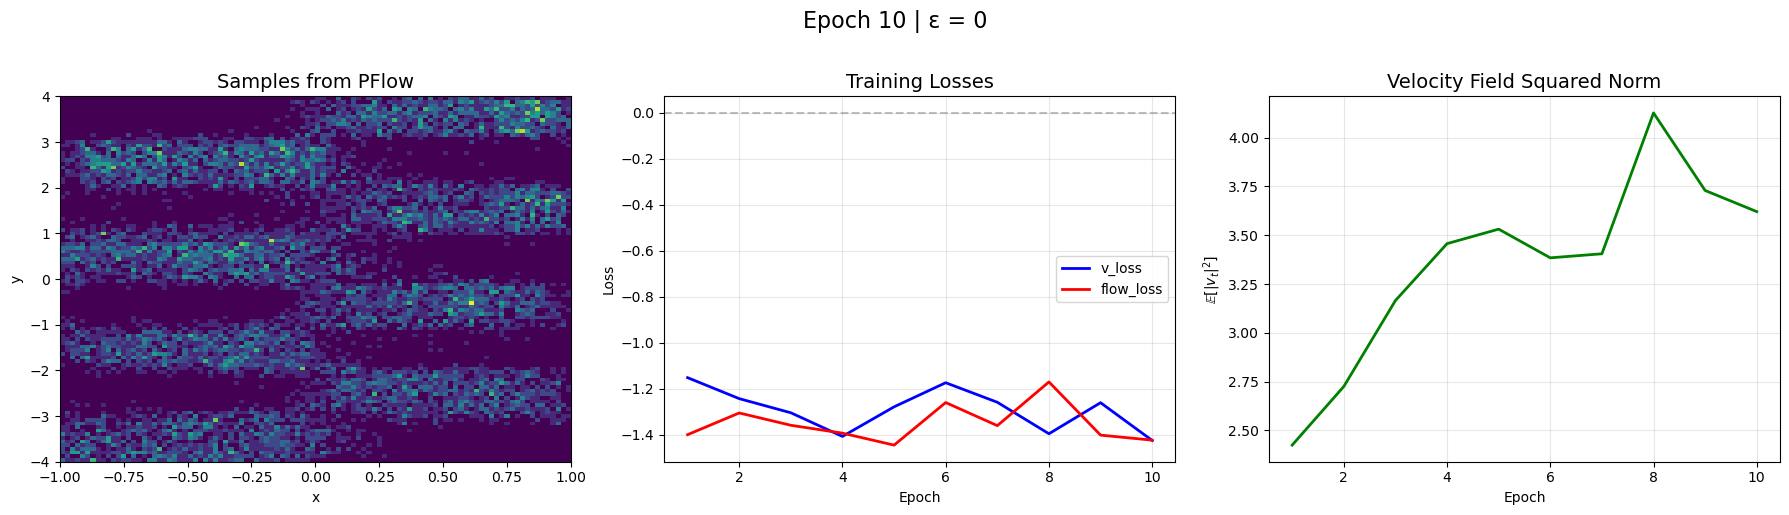 Epoch 10 | ε = 0
Samples from PFlow
4
3
2
1
0
−1
−2
−3
−4
y
−1.00 −0.75 −0.50 −0.25 0.00 0.25 0.50 0.75 1.00
x
Training Losses
0.0
−0.2
−0.4
−0.6
−0.8
−1.0
−1.2
−1.4
Loss
v_loss
flow_loss
2 4 6 8 10
Epoch
Velocity Field Squared Norm
4.00
3.75
3.50
3.25
3.00
2.75
2.50
𝔼[|v_t|²]
2 4 6 8 10
Epoch